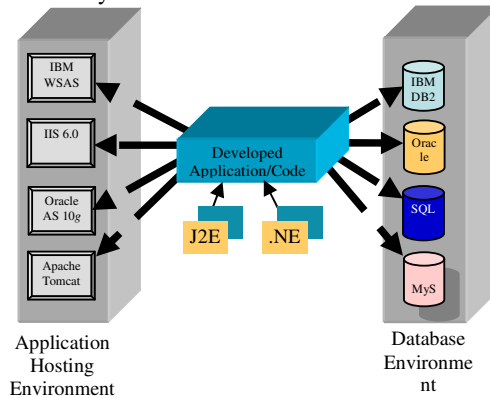 IBM
WSAS
IIS 6.0
Oracle
AS 10g
Apache
Tomcat
Application
Hosting
Environment
Developed
Application/Code
J2E
.NE
IBM
DB2
Orac
le
SQL
MyS
Database
Environme
nt